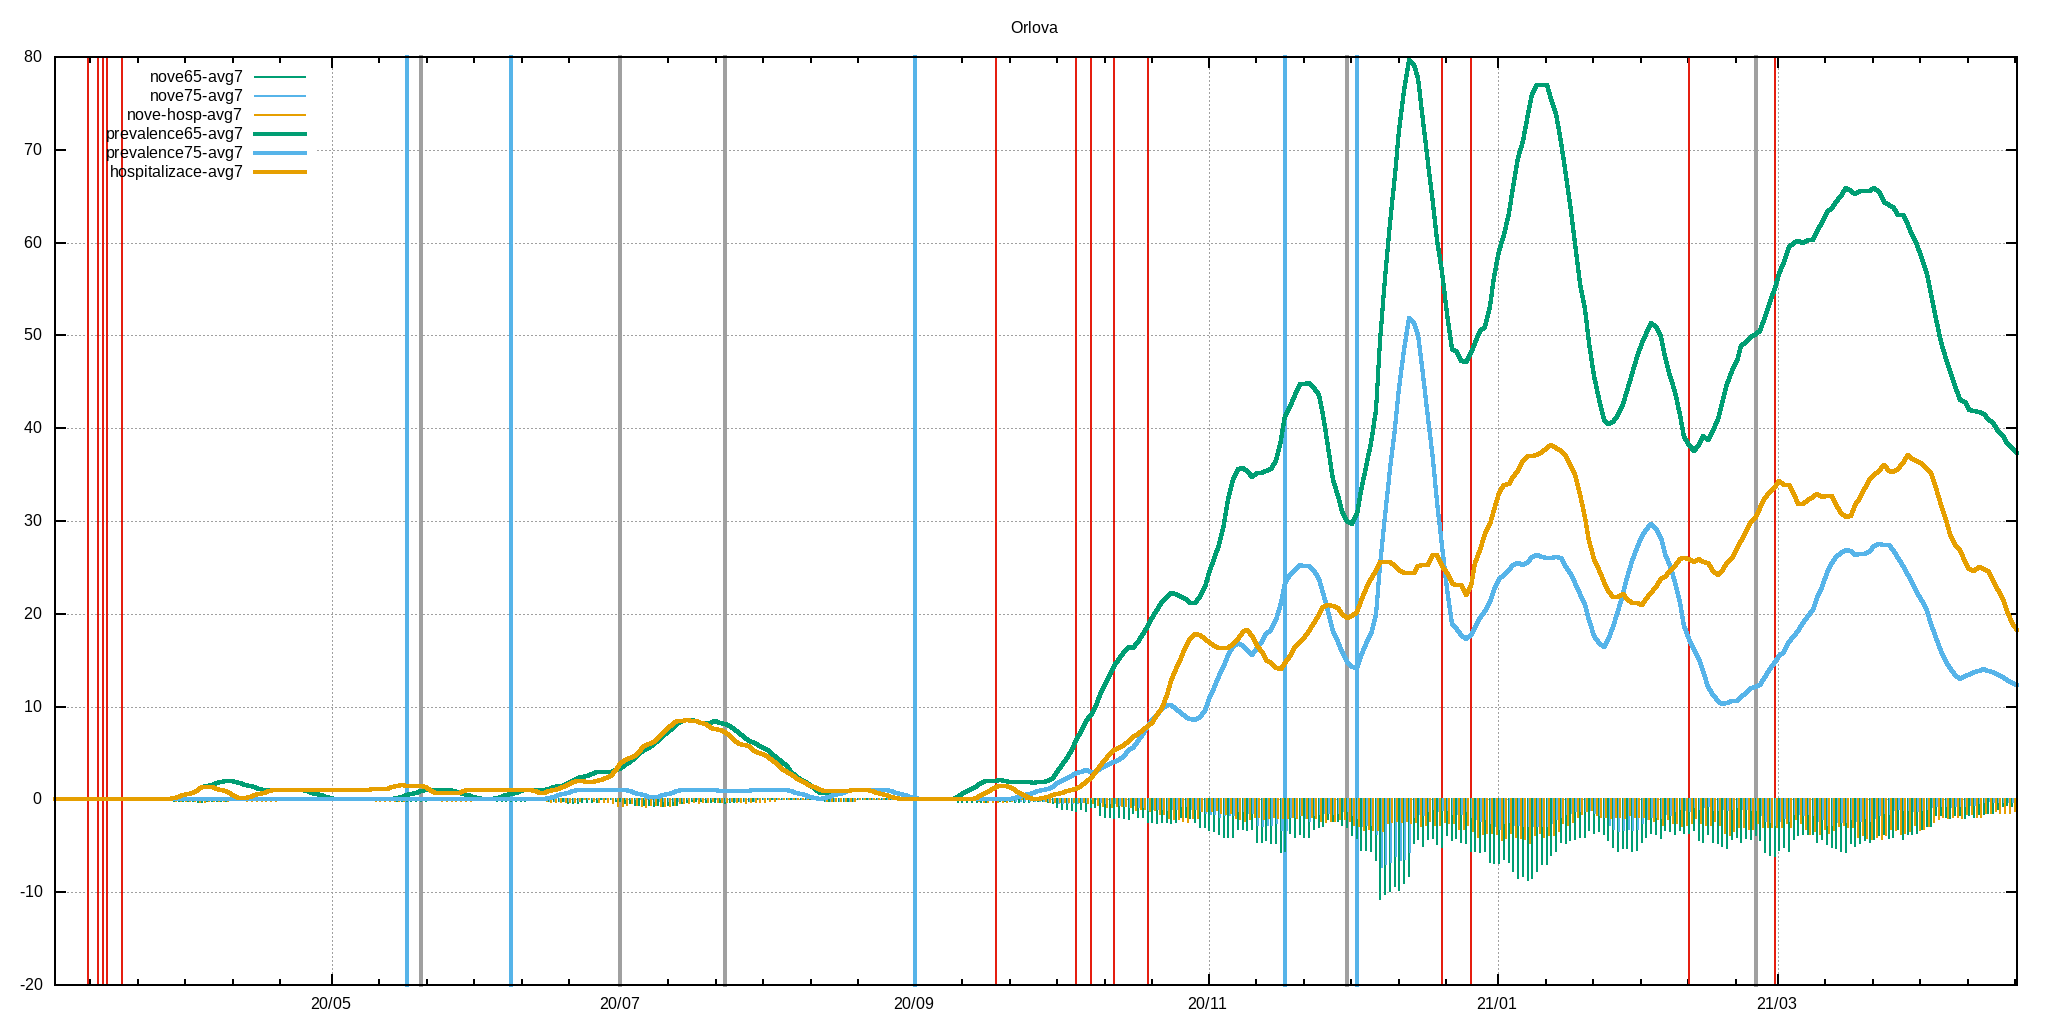 Orlova
80
70
60
50
40
30
20
10
0
-10
-20
nove65-avg7
nove75-avg7
nove-hosp-avg7
prevalence65-avg7
prevalence75-avg7
hospitalizace-avg7
20/05 20/07 20/09 20/11 21/01 21/03